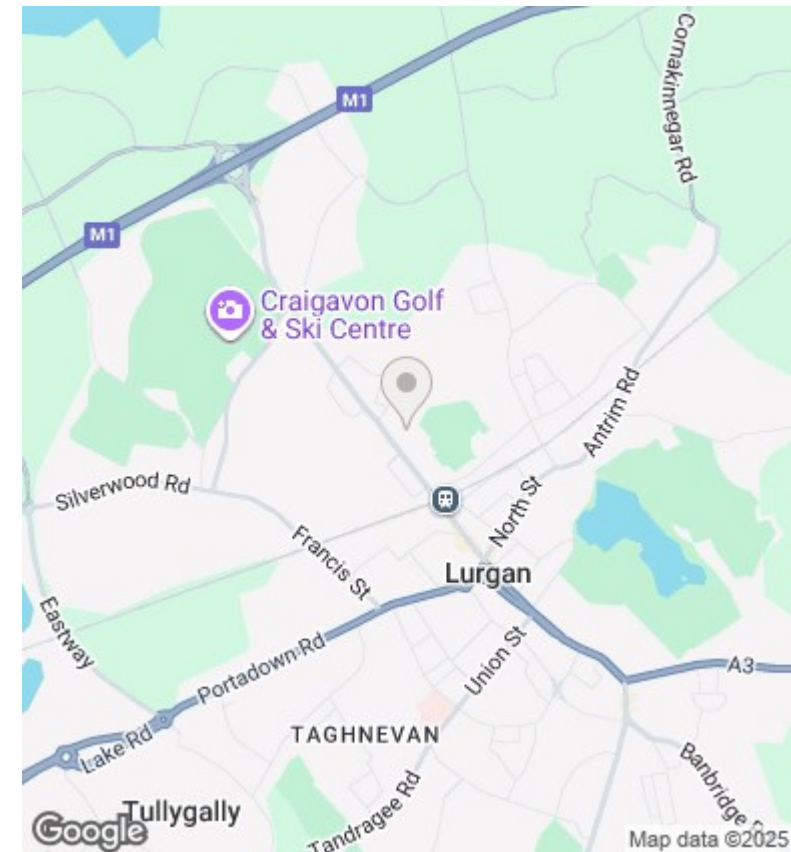 M1
Cornakinnegar Rd
M1
Craigavon Golf
& Ski Centre
Antrim Rd
Silverwood Rd
North St
Francis St
Lurgan
Eastway
Union St
Portadown Rd
A3
Lake Rd
TAGHNEVAN
Banbridge
Tullygally
Tandragee Rd
Google
Map data ©2025